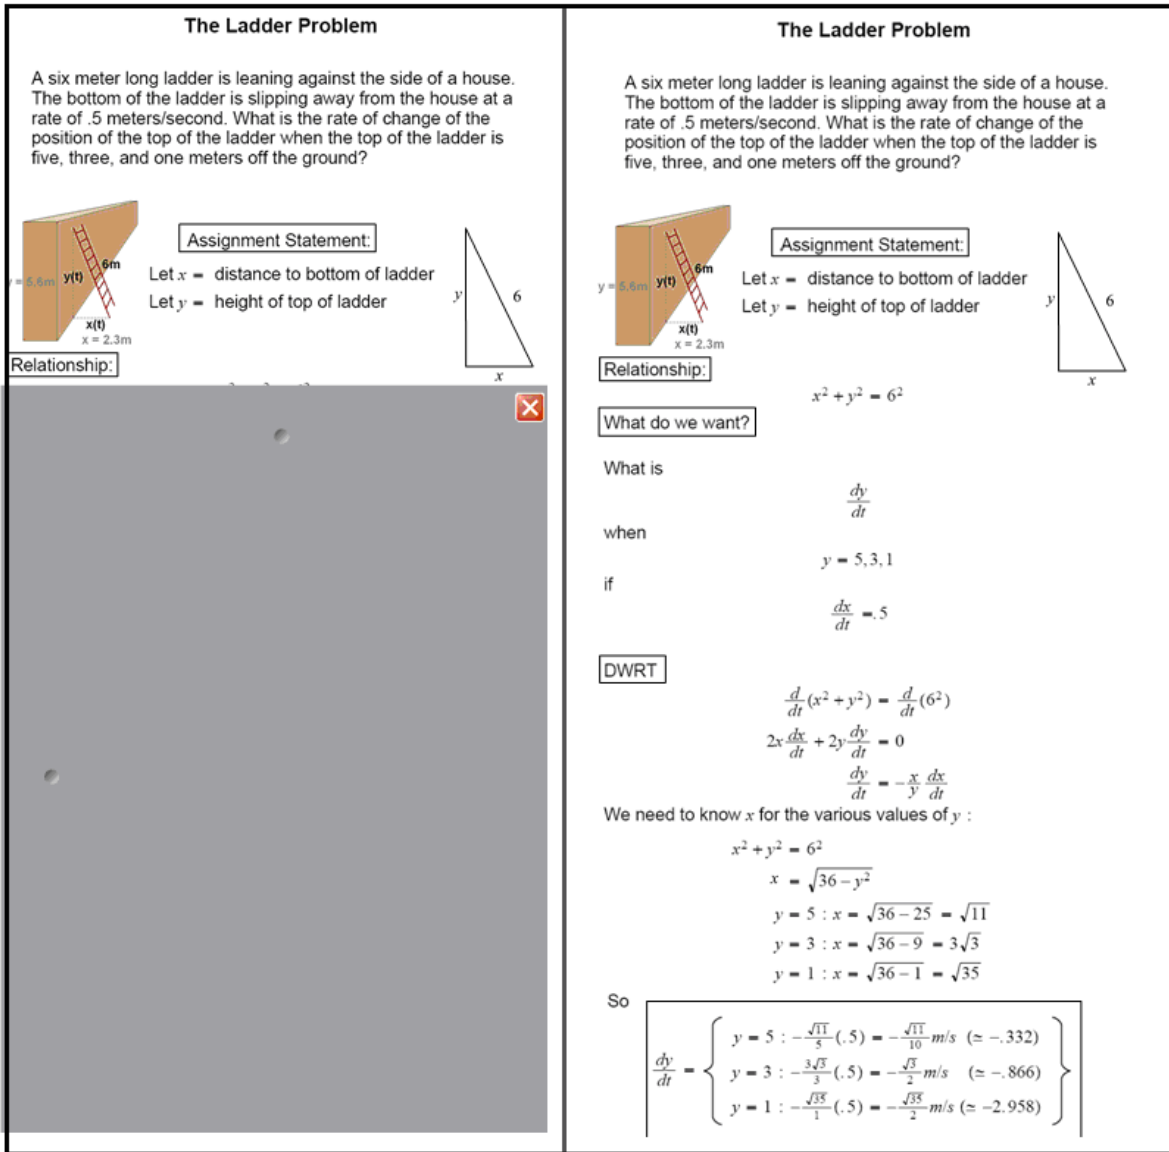 The Ladder Problem
A six meter long ladder is leaning against the side of a house.
The bottom of the ladder is slipping away from the house at a
rate of .5 meters/second. What is the rate of change of the
position of the top of the ladder when the top of the ladder is
five, three, and one meters off the ground?
Assignment Statement:
Let x = distance to bottom of ladder
Let y = height of top of ladder
y = 5.6m
y(t)
6m
x(t)
x = 2.3m
y
6
x
Relationship:
The Ladder Problem
A six meter long ladder is leaning against the side of a house.
The bottom of the ladder is slipping away from the house at a
rate of .5 meters/second. What is the rate of change of the
position of the top of the ladder when the top of the ladder is
five, three, and one meters off the ground?
Assignment Statement:
Let x = distance to bottom of ladder
Let y = height of top of ladder
y = 5.6m
y(t)
6m
x(t)
x = 2.3m
y
6
x
Relationship:
x² + y² = 6²
What do we want?
What is
dy/dt
when
y = 5,3,1
if
dx/dt =.5
DWRT
d/dt (x² + y²) = d/dt (6²)
2x dx/dt + 2y dy/dt = 0
dy/dt = -x/y dx/dt
We need to know x for the various values of y :
x² + y² = 6²
x = √(36 - y²)
y = 5 : x = √(36 - 25) = √11
y = 3 : x = √(36 - 9) = 3√3
y = 1 : x = √(36 - 1) = √35
So
dy/dt = {
y = 5 : -√11/5 (.5) = -√11/10 m/s (≃ -.332)
y = 3 : -3√3/3 (.5) = -√3/2 m/s (≃ -.866)
y = 1 : -√35/1 (.5) = -√35/2 m/s (≃ -2.958)
}